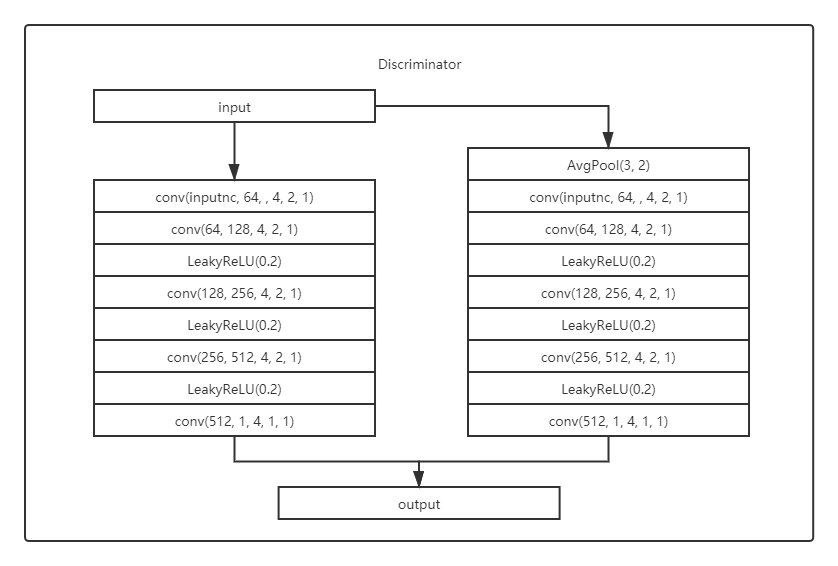 Discriminator
input
conv(inputnc, 64, , 4, 2, 1)
conv(64, 128, 4, 2, 1)
LeakyReLU(0.2)
conv(128, 256, 4, 2, 1)
LeakyReLU(0.2)
conv(256, 512, 4, 2, 1)
LeakyReLU(0.2)
conv(512, 1, 4, 1, 1)
AvgPool(3, 2)
conv(inputnc, 64, , 4, 2, 1)
conv(64, 128, 4, 2, 1)
LeakyReLU(0.2)
conv(128, 256, 4, 2, 1)
LeakyReLU(0.2)
conv(256, 512, 4, 2, 1)
LeakyReLU(0.2)
conv(512, 1, 4, 1, 1)
output